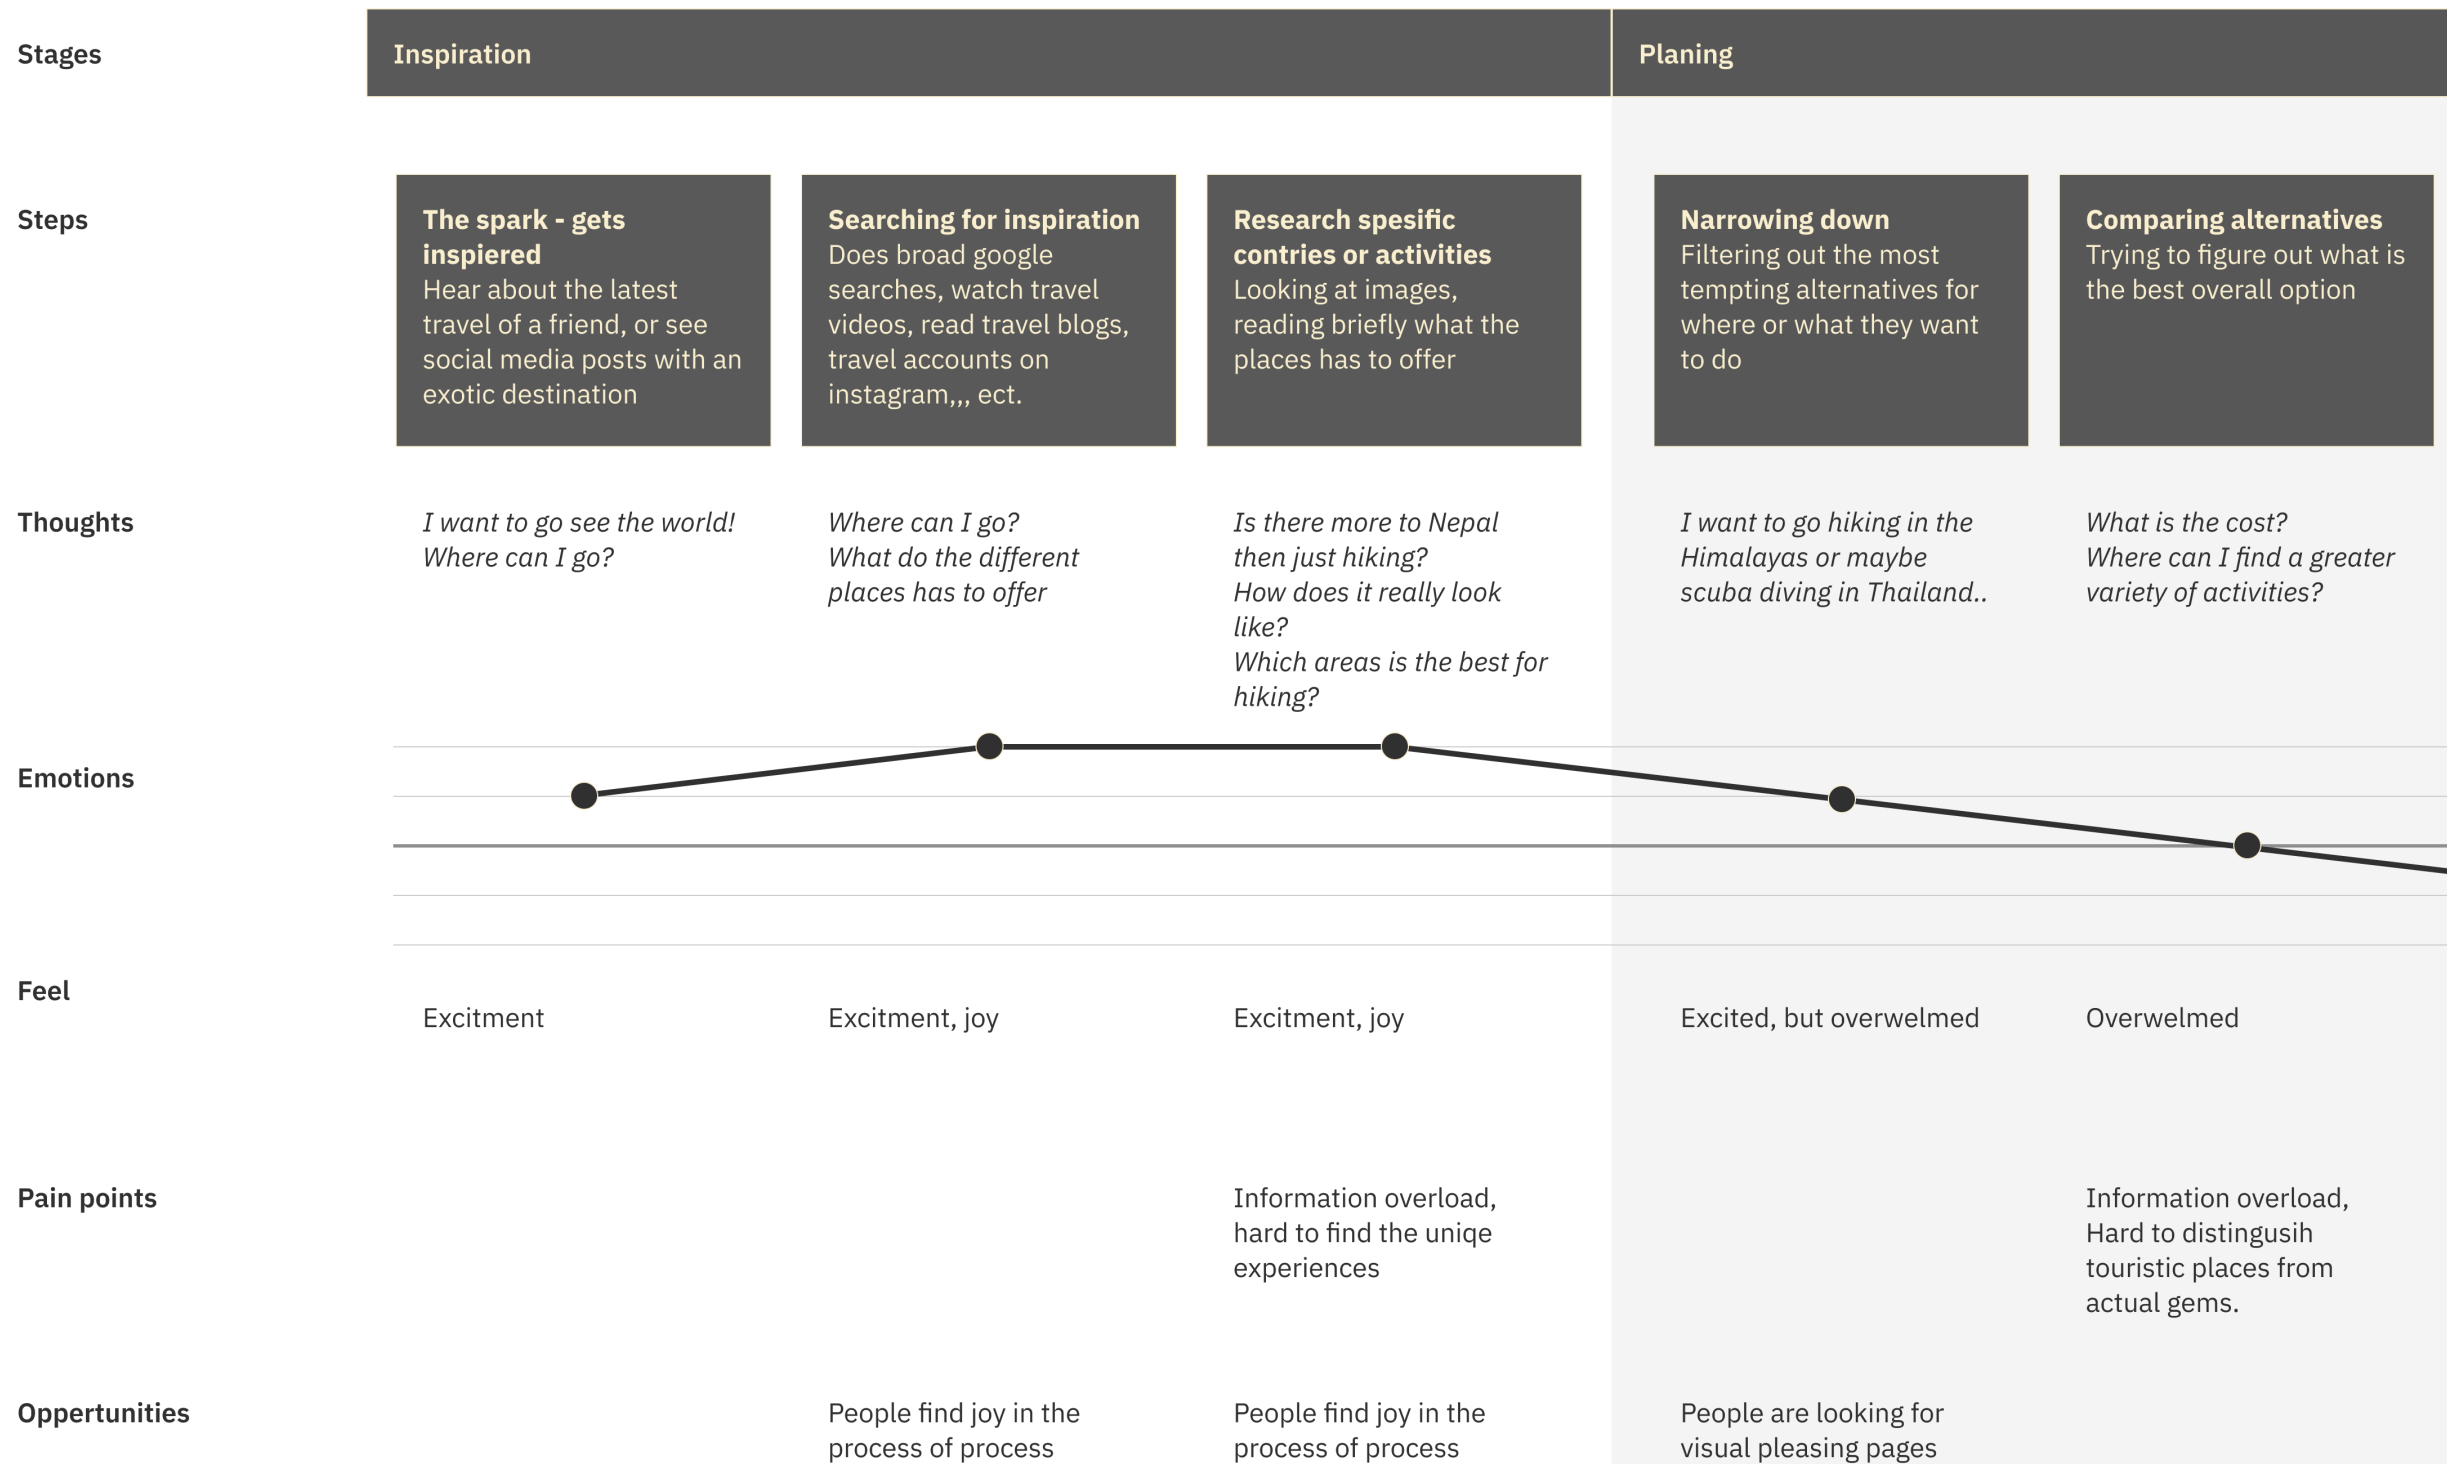 Stages
Inspiration
Planing
Steps
The spark - gets
inspiered
Hear about the latest
travel of a friend, or see
social media posts with an
exotic destination
Searching for inspiration
Does broad google
searches, watch travel
videos, read travel blogs,
travel accounts on
instagram,,, ect.
Research spesific
contries or activities
Looking at images,
reading briefly what the
places has to offer
Narrowing down
Filtering out the most
tempting alternatives for
where or what they want
to do
Comparing alternatives
Trying to figure out what is
the best overall option
Thoughts
I want to go see the world!
Where can I go?
Where can I go?
What do the different
places has to offer
Is there more to Nepal
then just hiking?
How does it really look
like?
Which areas is the best for
hiking?
I want to go hiking in the
Himalayas or maybe
scuba diving in Thailand..
What is the cost?
Where can I find a greater
variety of activities?
Emotions
Feel
Excitment
Excitment, joy
Excitment, joy
Excited, but overwelmed
Overwelmed
Pain points
Information overload,
hard to find the uniqe
experiences
Information overload,
Hard to distingusih
touristic places from
actual gems.
Oppertunities
People find joy in the
process of process
People find joy in the
process of process
People are looking for
visual pleasing pages